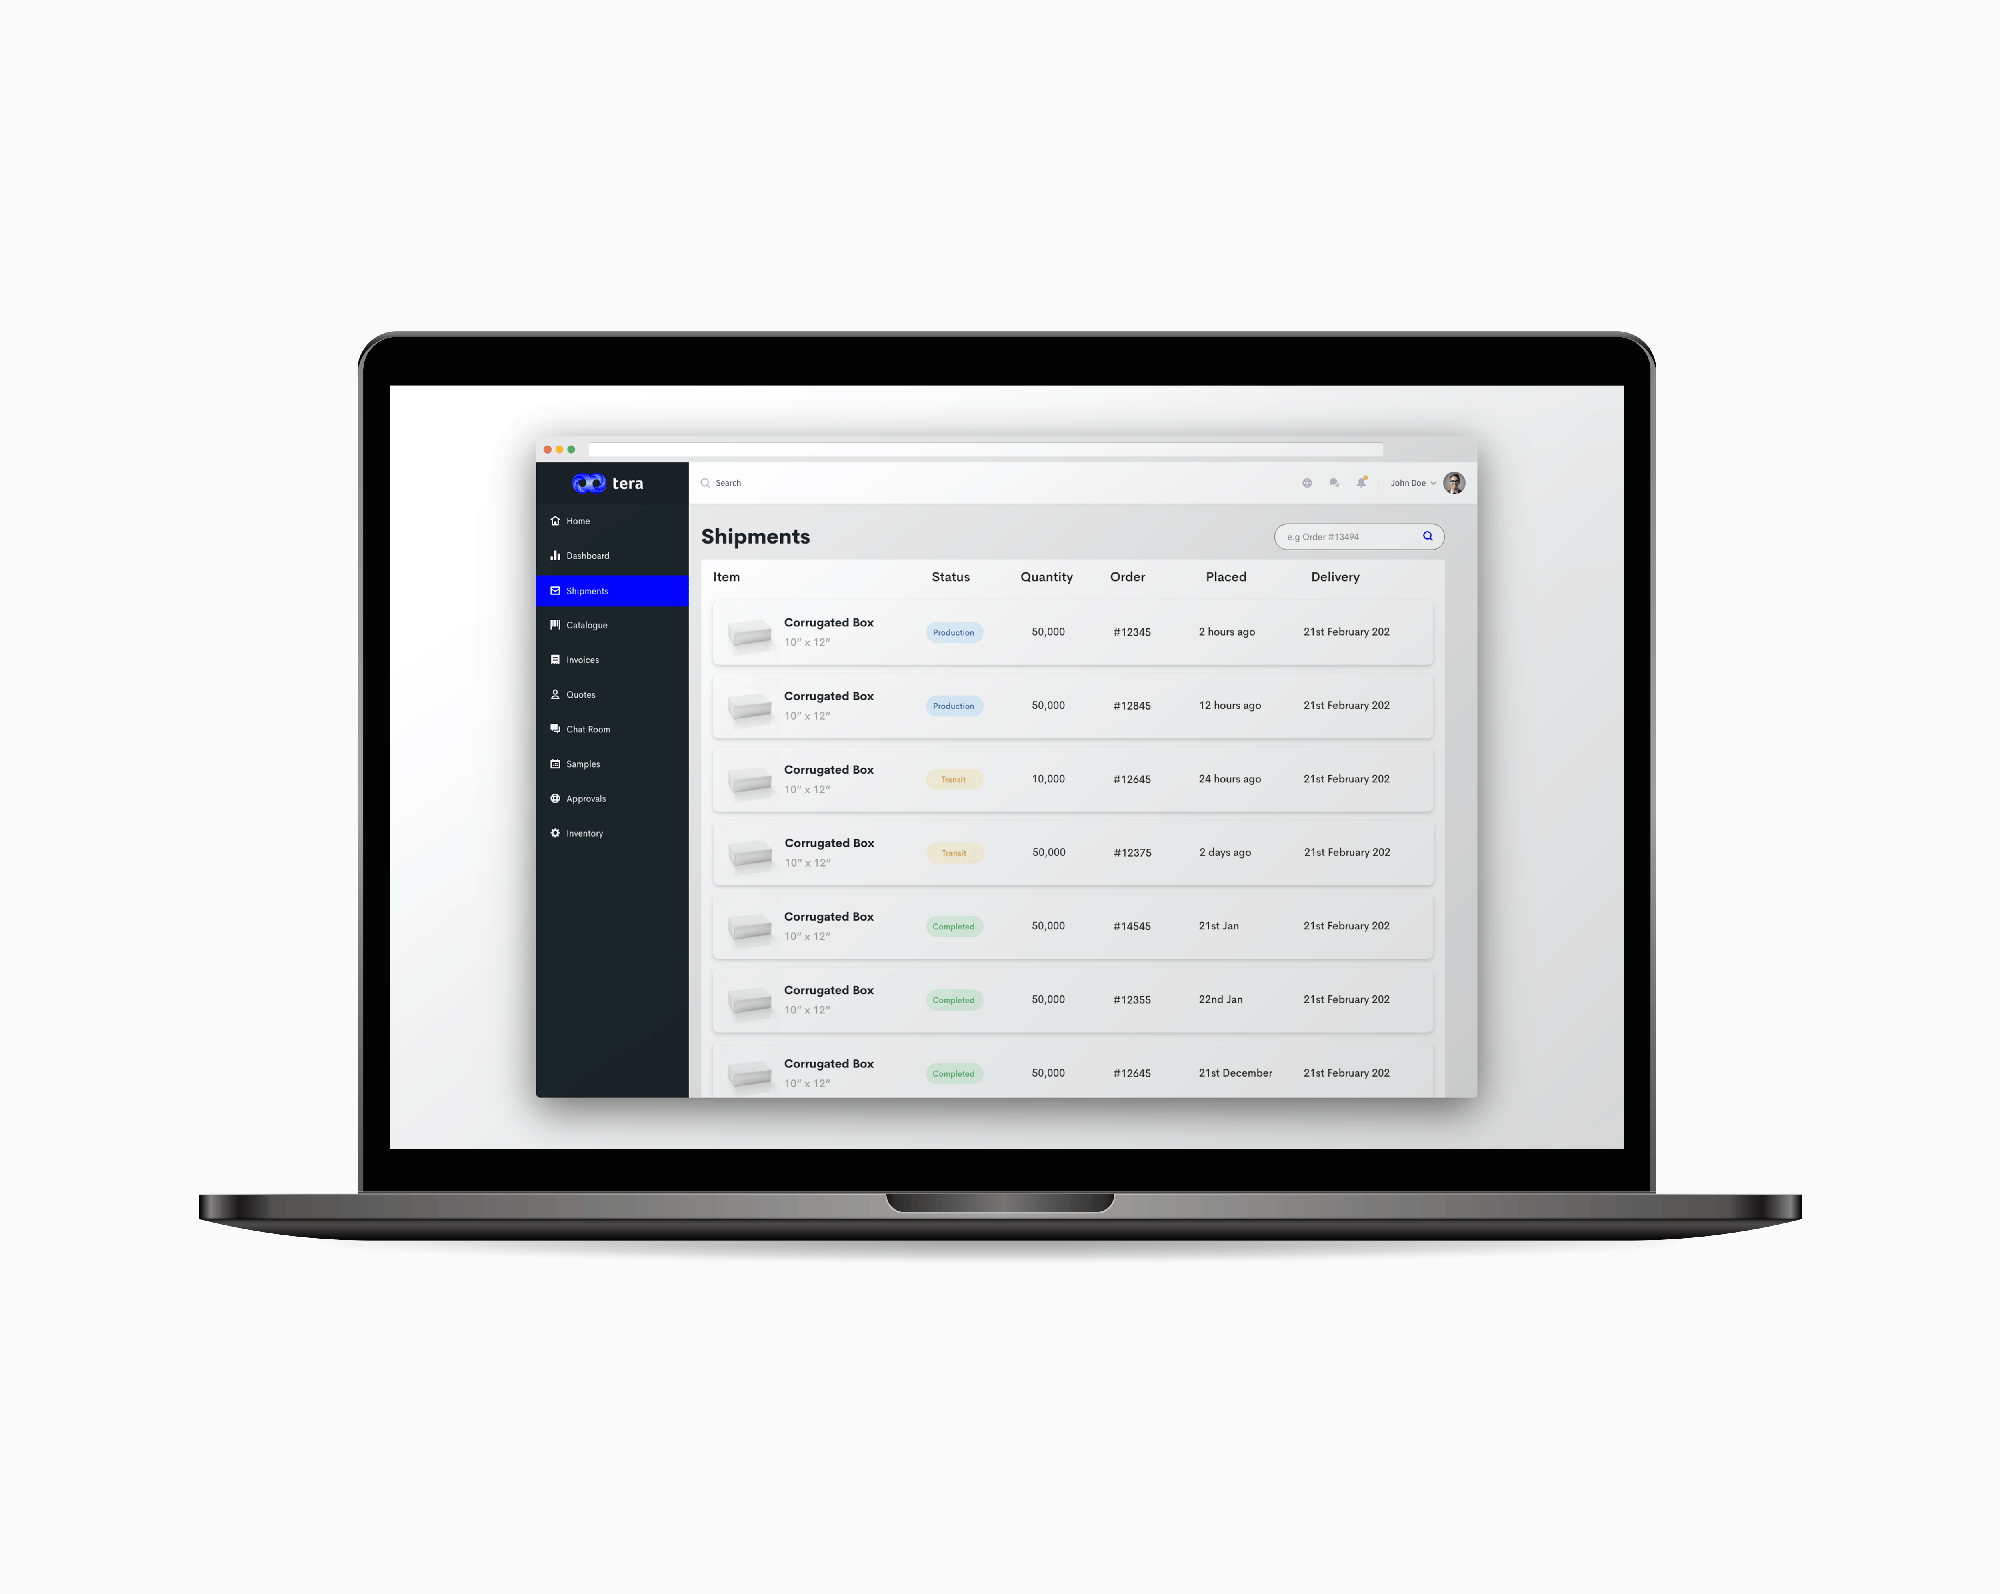 tera
Search
John Doe
Home
Dashboard
Shipments
Catalogue
Invoices
Quotes
Chat Room
Samples
Approvals
Inventory
Shipments
e.g Order #13494
Item Status Quantity Order Placed Delivery
Corrugated Box
10" x 12"
Production 50,000 #12345 2 hours ago 21st February 202
Corrugated Box
10" x 12"
Production 50,000 #12845 12 hours ago 21st February 202
Corrugated Box
10" x 12"
Transit 10,000 #12645 24 hours ago 21st February 202
Corrugated Box
10" x 12"
Transit 50,000 #12375 2 days ago 21st February 202
Corrugated Box
10" x 12"
Completed 50,000 #14545 21st Jan 21st February 202
Corrugated Box
10" x 12"
Completed 50,000 #12355 22nd Jan 21st February 202
Corrugated Box
10" x 12"
Completed 50,000 #12645 21st December 21st February 202